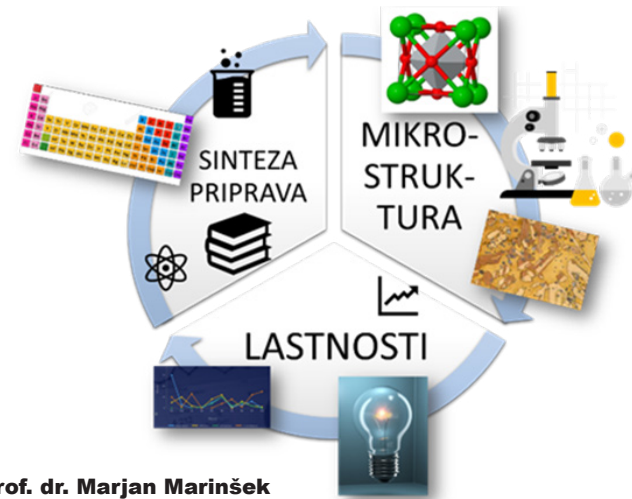 SINTEZA
PRIPRAVA
MIKRO-
STRUK-
TURA
LASTNOSTI
rof. dr. Marjan Marinšek